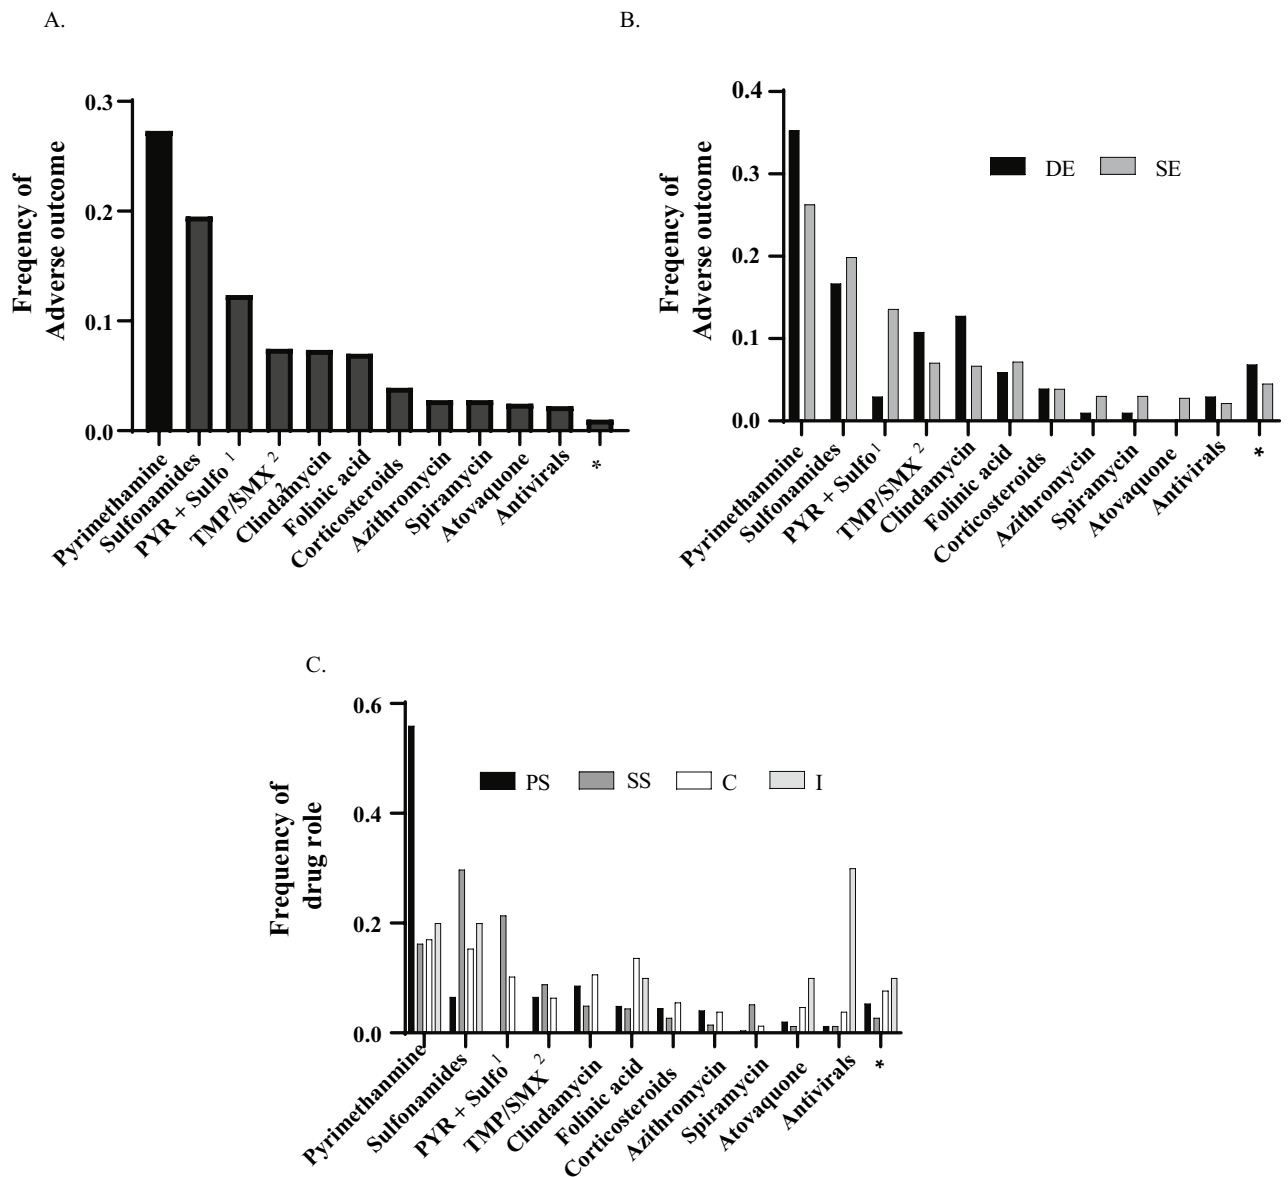 A.
Freqency of
Adverse outcome
0.3
0.2
0.1
0.0
Pyrimethamine
Sulfonamides
PYR + Sulfo 1
TMP/SMX 2
Clindamycin
2
Folinic acid
Corticosteroids
Azithromycin
Spiramycin
Atovaquone
Antivirals
*
B.
Freqency of
Adverse outcome
0.4
0.3
0.2
0.1
0.0
DE
SE
Pyrimethanmine
Sulfonamides
PYR + Sulfo1
TMP/SMX 2
Clindamycin
Folinic acid
Corticosteroids
Azithromycin
Spiramycin
Atovaquone
Antivirals
*
C.
Frequency of
drug role
0.6
0.4
0.2
0.0
PS
SS
C
I
Pyrimethanmine
Sulfonamides
PYR + Sulfo1
TMP/SMX 2
Clindamycin
Folinic acid
Corticosteroids
Azithromycin
Spiramycin
Atovaquone
Antivirals
*